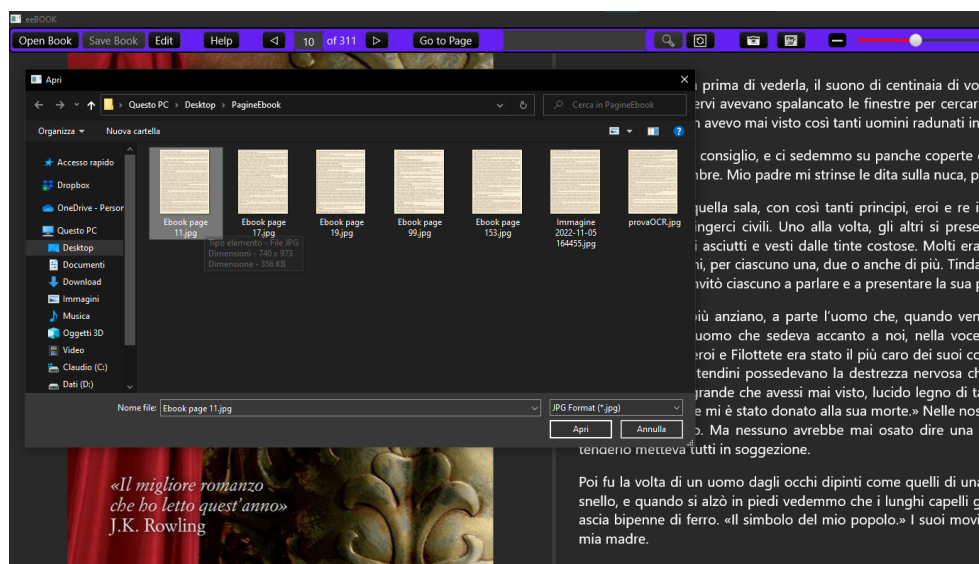 eeBOOK
Open Book
Save Book
Edit
Help
10
of 311
Go to Page
Apri
Questo PC
Desktop
PagineEbook
Cerca in PagineEbook
Organizza
Nuova cartella
Accesso rapido
Dropbox
OneDrive - Person
Questo PC
Desktop
Documenti
Download
Immagini
Musica
Oggetti 3D
Video
Claudio (C:)
Dati (D:)
Ebook page
11.jpg
Ebook page
17.jpg
Ebook page
19.jpg
Ebook page
99.jpg
Ebook page
153.jpg
Immagine
2022-11-05
164455.jpg
provaOCR.jpg
Tipo elemento - File JPG
Dimensioni - 740 x 973
Dimensione - 356 KB
Nome file:
Ebook page 11.jpg
JPG Format (*.jpg)
Apri
Annulla
«Il migliore romanzo
che ho letto quest'anno»
J.K. Rowling
prima di vederla, il suono di centinaia di vo
ervi avevano spalancato le finestre per cercar
avevo mai visto così tanti uomini radunati in
consiglio, e ci sedemmo su panche coperte
bre. Mio padre mi strinse le dita sulla nuca, p
uella sala, con così tanti principi, eroi e re i
ingerci civili. Uno alla volta, gli altri si prese
i asciutti e vesti dalle tinte costose. Molti era
ni, per ciascuno una, due o anche di più. Tinda
vitò ciascuno a parlare e a presentare la sua p
iù anziano, a parte l'uomo che, quando ven
uomo che sedeva accanto a noi, nella voce
eroi e Filottete era stato il più caro dei suoi co
tendini possedevano la destrezza nervosa ch
grande che avessi mai visto, lucido legno di ta
e mi è stato donato alla sua morte.» Nelle nos
o. Ma nessuno avrebbe mai osato dire una
tenderlo metteva tutti in soggezione.
Poi fu la volta di un uomo dagli occhi dipinti come quelli di una
snello, e quando si alzò in piedi vedemmo che i lunghi capelli g
ascia bipenne di ferro. «Il simbolo del mio popolo.» I suoi movi
mia madre.